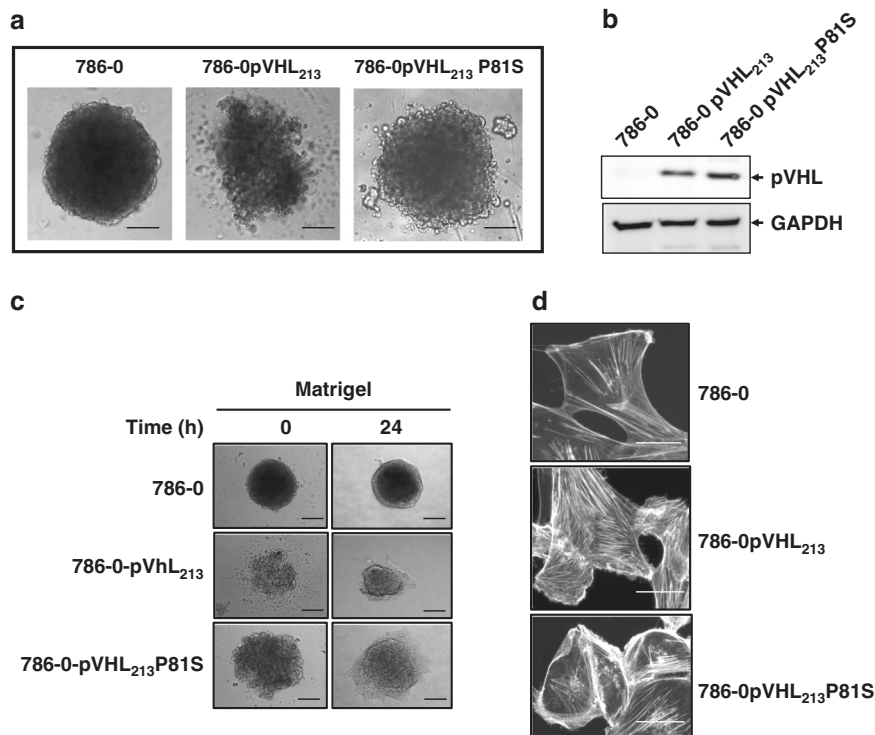 a
786-0
786-0pVHL₂₁₃
786-0pVHL₂₁₃ P81S
b
786-0
786-0 pVHL₂₁₃
786-0 pVHL₂₁₃P81S
pVHL
GAPDH
c
Matrigel
Time (h)
0
24
786-0
786-0-pVhL₂₁₃
786-0-pVHL₂₁₃P81S
d
786-0
786-0pVHL₂₁₃
786-0pVHL₂₁₃P81S